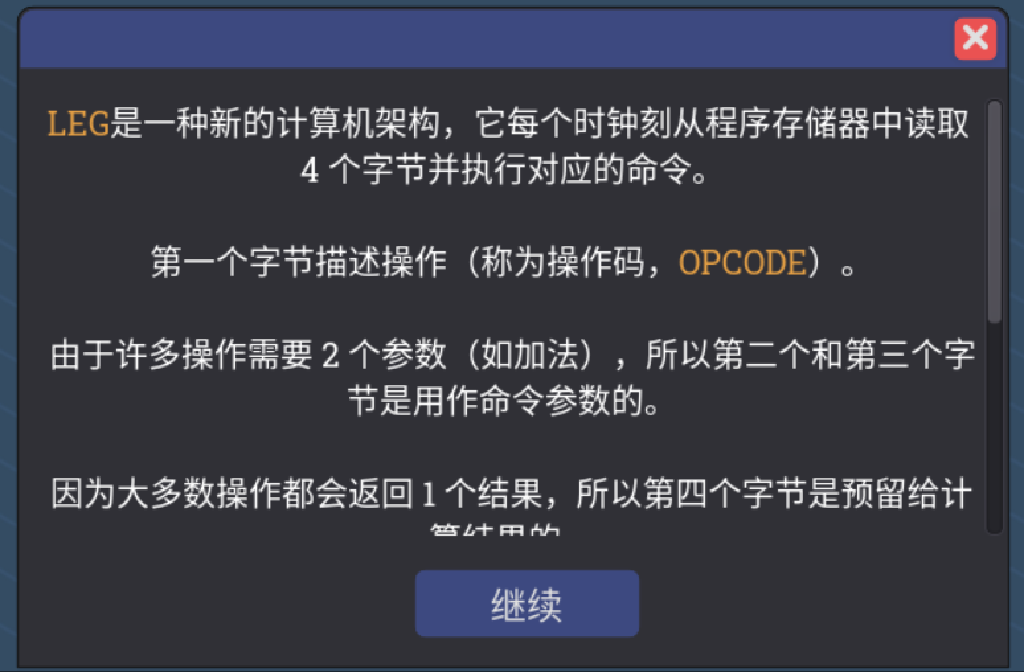 LEG是一种新的计算机架构，它每个时钟刻从程序存储器中读取
4 个字节并执行对应的命令。
第一个字节描述操作（称为操作码，OPCODE）。
由于许多操作需要 2 个参数（如加法），所以第二个和第三个字
节是用作命令参数的。
因为大多数操作都会返回 1 个结果，所以第四个字节是预留给计
算结果的
继续